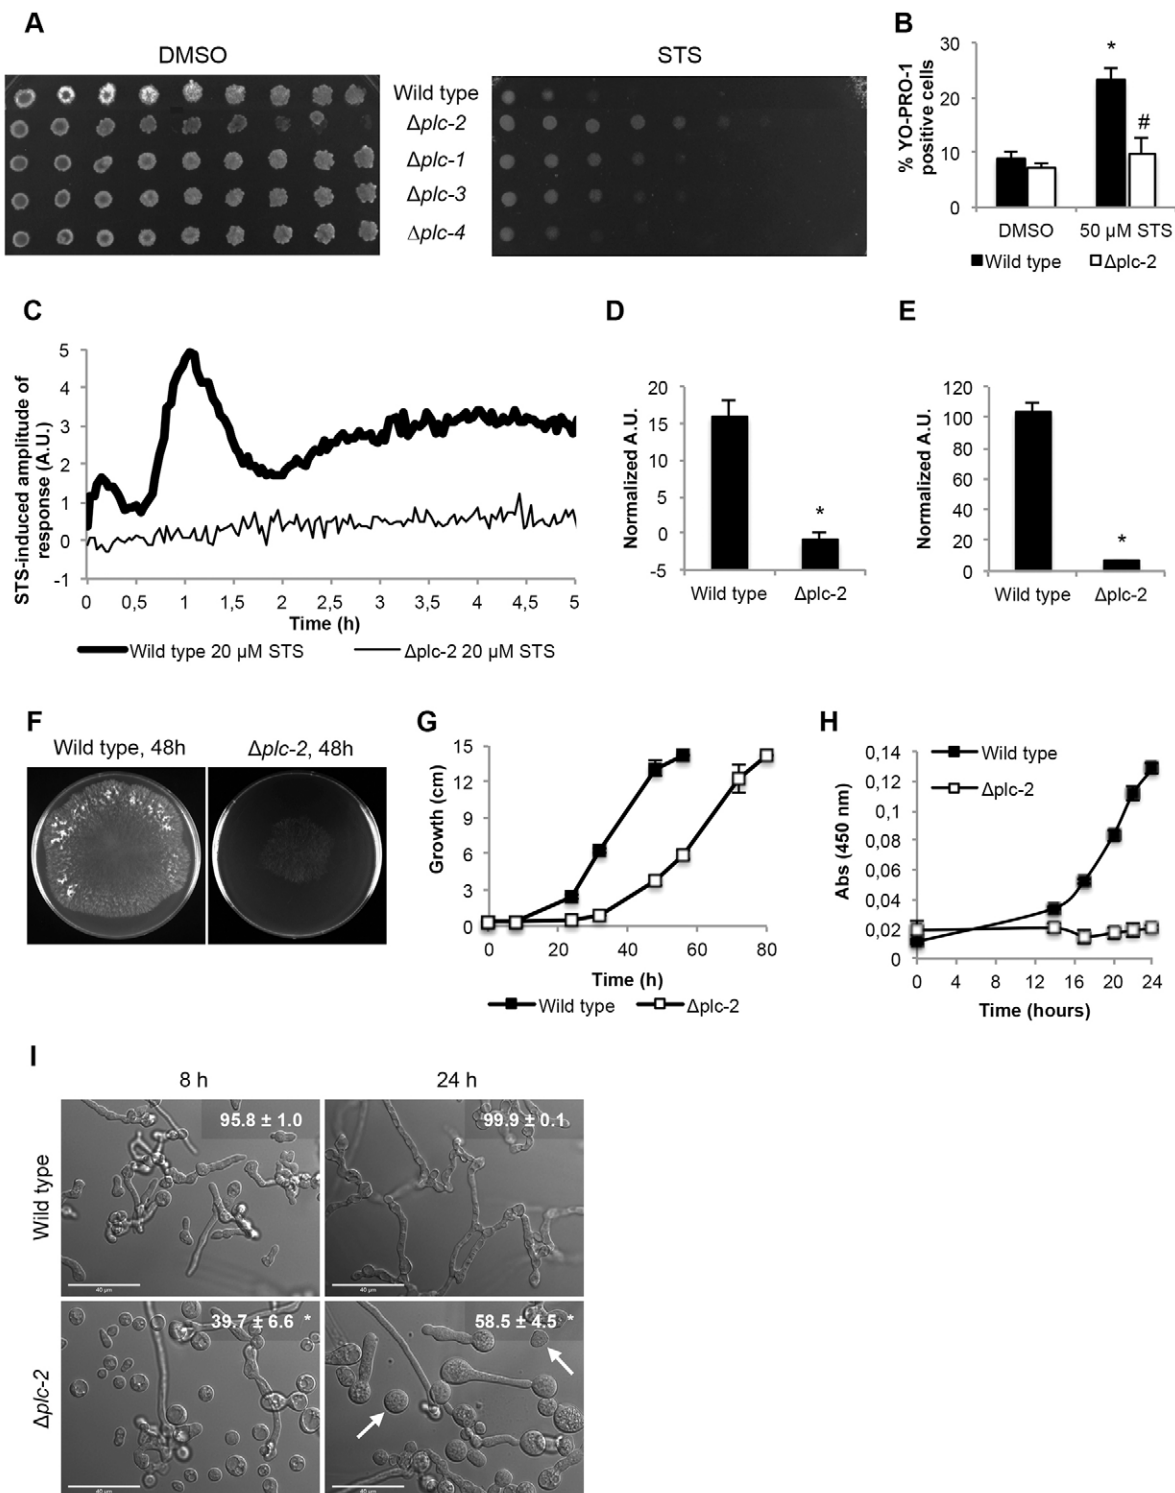 A
DMSO
STS
Wild type
Δplc-2
Δplc-1
Δplc-3
Δplc-4
B
% YO-PRO-1
positive cells
30
20
10
0
*
#
DMSO
50 µM STS
Wild type
Δplc-2
C
STS-induced amplitude of
response (A.U.)
5
4
3
2
1
0
-1
0 0,5 1 1,5 2 2,5 3 3,5 4 4,5 5
Time (h)
Wild type 20 µM STS
Δplc-2 20 µM STS
D
Normalized A.U.
20
15
10
5
0
-5
*
Wild type Δplc-2
E
Normalized A.U.
120
100
80
60
40
20
0
*
Wild type Δplc-2
F
Wild type, 48h
Δplc-2, 48h
G
Growth (cm)
15
12
9
6
3
0
0 20 40 60 80
Time (h)
Wild type Δplc-2
H
Abs (450 nm)
0,14
0,12
0,1
0,08
0,06
0,04
0,02
0
Wild type
Δplc-2
0 4 8 12 16 20 24
Time (hours)
I
8 h
24 h
Wild type
95.8 ± 1.0
40 µm
99.9 ± 0.1
40 µm
Δplc-2
39.7 ± 6.6 *
40 µm
58.5 ± 4.5 *
40 µm